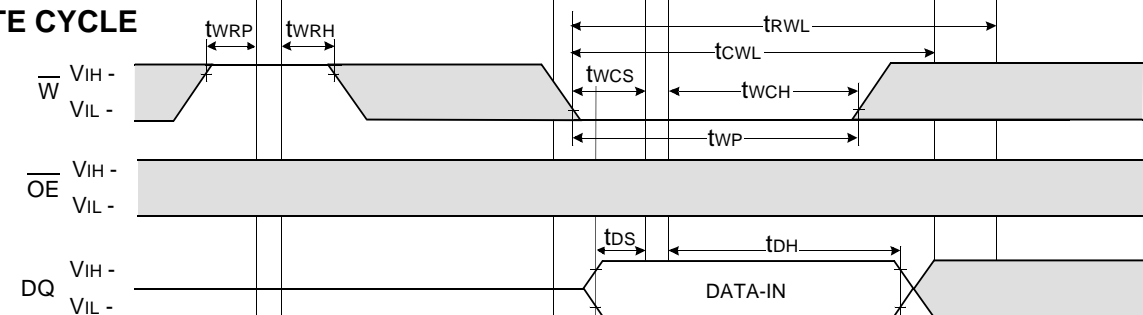 TE CYCLE
tWRP
tWRH
tRWL
tCWL
tWCS
tWCH
tWP
W
VIH -
VIL -
OE
VIH -
VIL -
tDS
tDH
DQ
VIH -
VIL -
DATA-IN